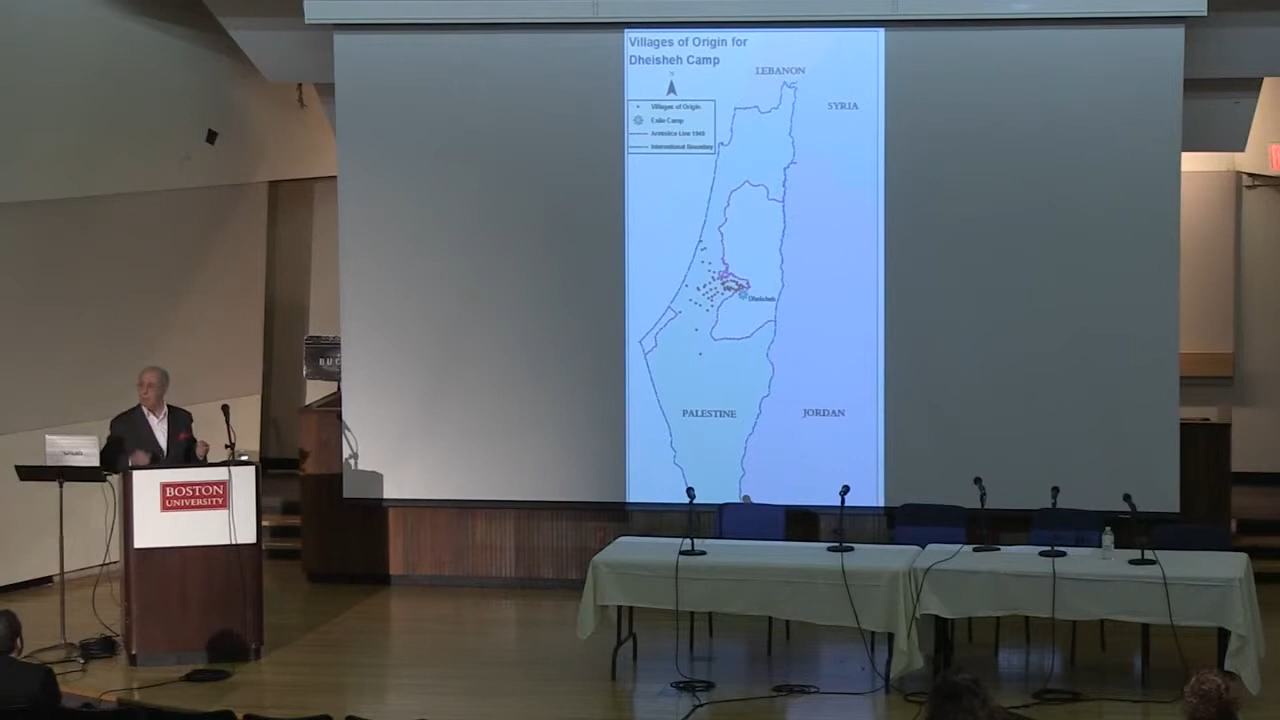 Villages of Origin for
Dheisheh Camp
N
LEBANON
SYRIA
Villages of Origin
Exile Camp
Armistice Line 1949
International Boundary
Dheisheh
PALESTINE
JORDAN
BOSTON
UNIVERSITY